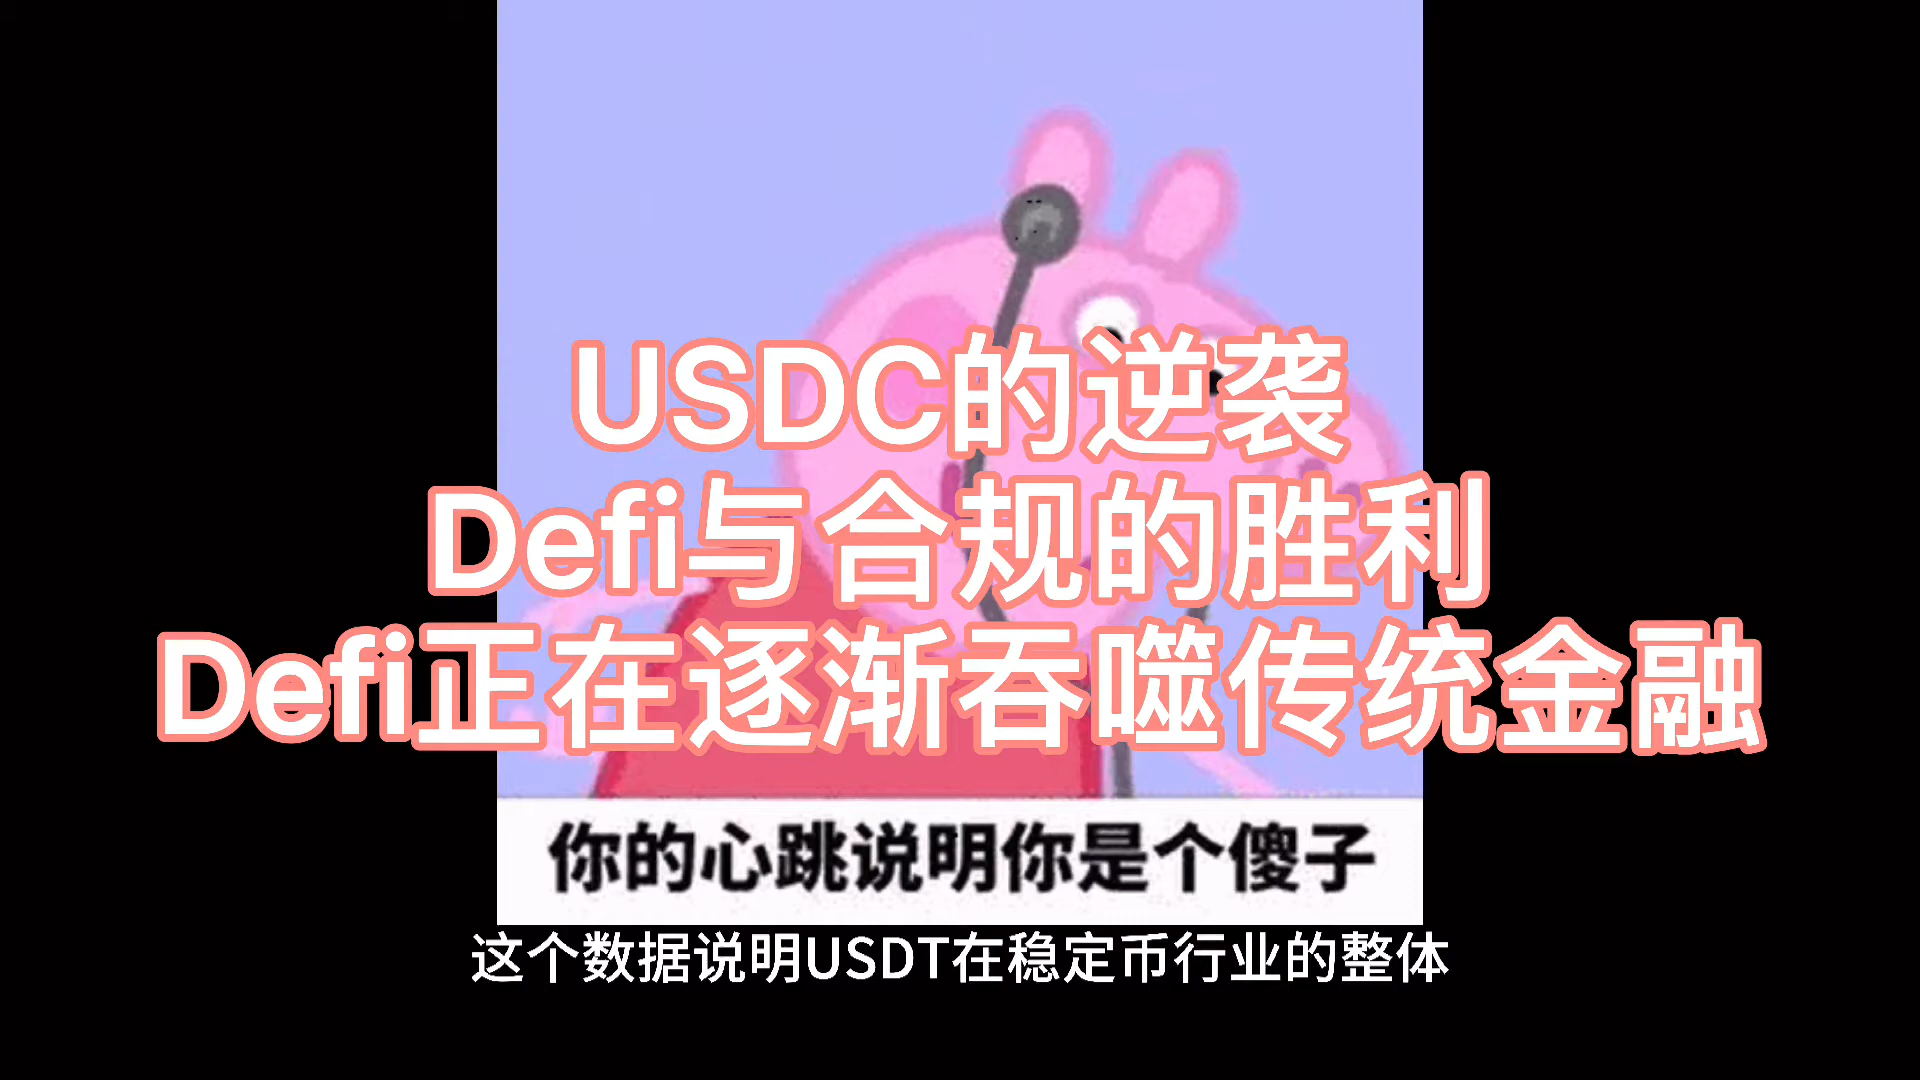 USDC的逆袭
Defi与合规的胜利
Defi正在逐渐吞噬传统金融
你的心跳说明你是个傻子
这个数据说明USDT在稳定币行业的整体